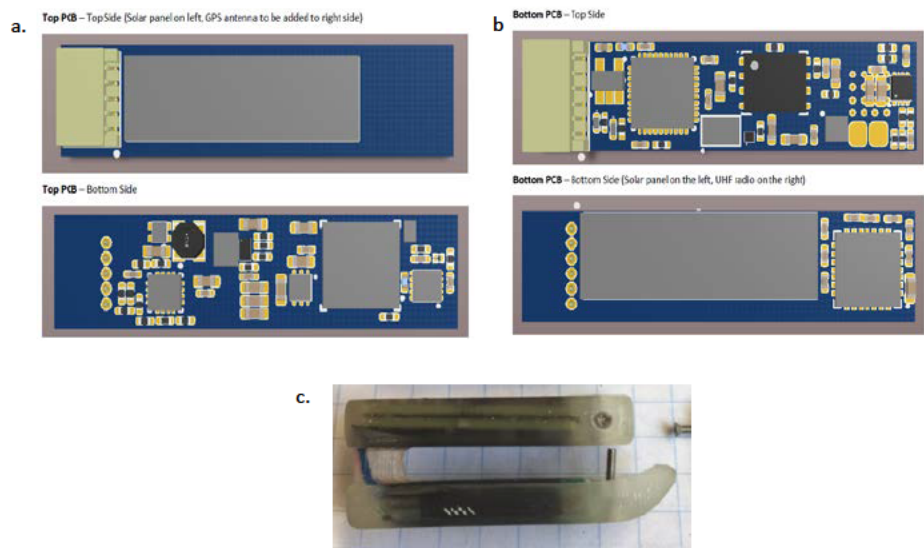 a.
Top PCB – Top Side (Solar panel on left, GPS antenna to be added to right side)
Top PCB – Bottom Side
b
Bottom PCB – Top Side
Bottom PCB – Bottom Side (Solar panel on the left, UHF radio on the right)
c.